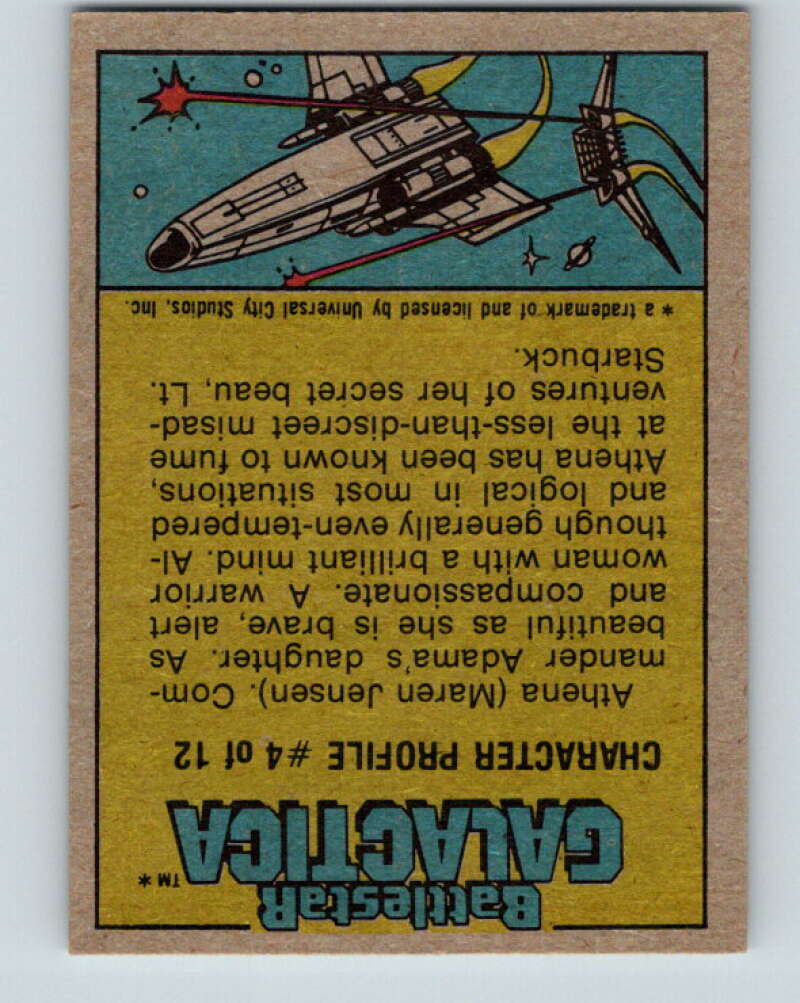 BattlestaR
GALACTICA
TM*
CHARACTER PROFILE #4 of 12
Athena (Maren Jensen). Com-
mander Adama's daughter. As
beautiful as she is brave, alert
and compassionate. A warrior
woman with a brilliant mind. Al-
though generally even-tempered
and logical in most situations,
Athena has been known to fume
at the less-than-discreet misad-
ventures of her secret beau, Lt.
Starbuck.
* a trademark of and licensed by Universal City Studios, Inc.